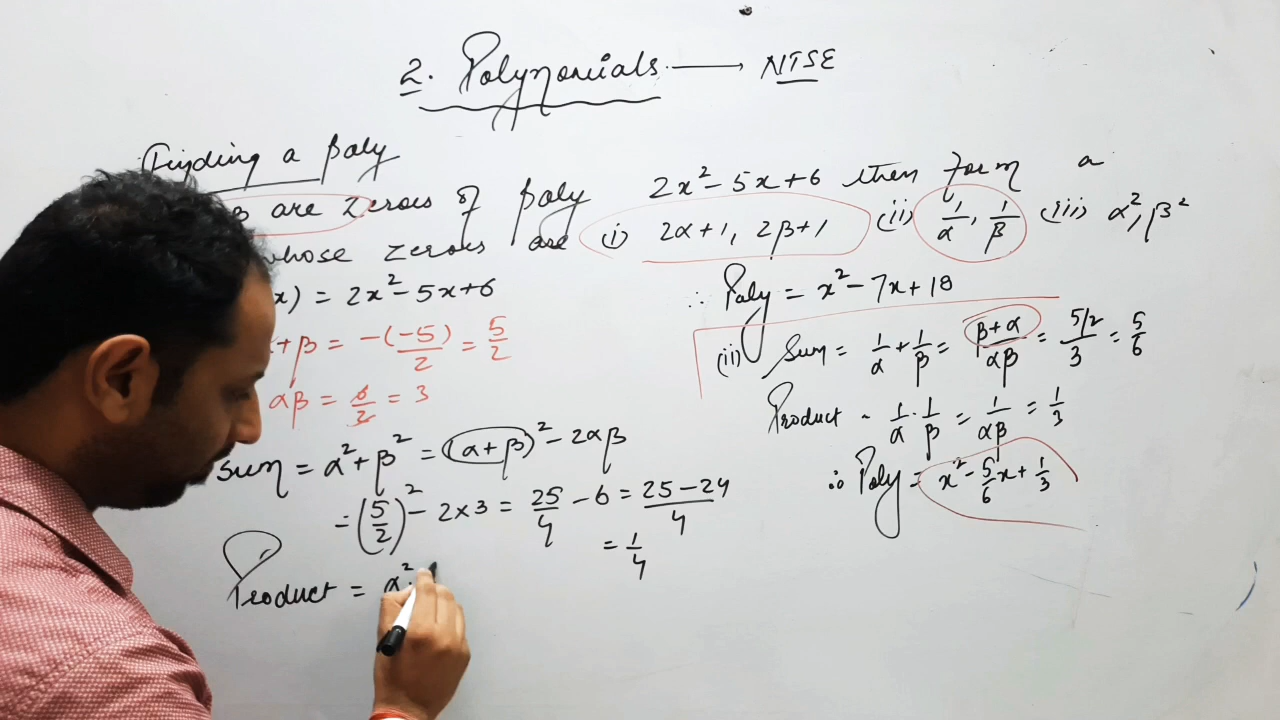 2. Polynomials. → NTSE
Finding a poly
β are zeroes of poly 2x² - 5x + 6 then form a
whose zeroes are (i) 2α+1, 2β+1 (ii) 1/α, 1/β (iii) α², β²
x) = 2x² - 5x + 6
+ β = -(-5)/2 = 5/2
αβ = 6/2 = 3
Sum = α² + β² = (α+β)² - 2αβ
= (5/2)² - 2×3 = 25/4 - 6 = 25-24/4
= 1/4
Product = α²
∴ Poly = x² - 7x + 18
(ii) Sum = 1/α + 1/β = β+α/αβ = 5/2/3 = 5/6
Product - 1/α · 1/β = 1/αβ = 1/3
∴ Poly = x² - 5/6 x + 1/3